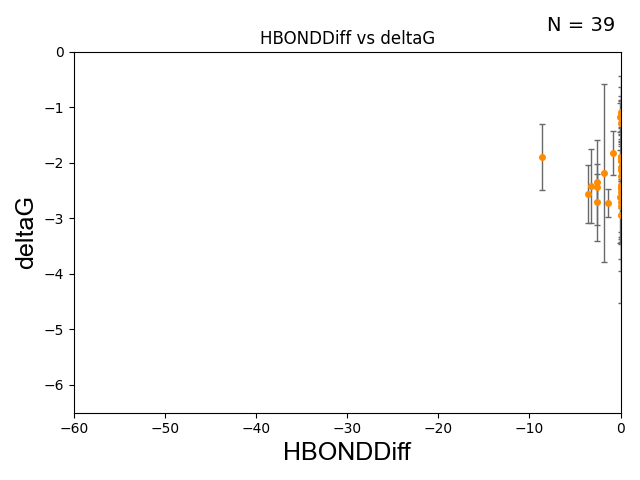 N = 39
HBONDDiff vs deltaG
0
−1
−2
−3
−4
−5
−6
deltaG
−60 −50 −40 −30 −20 −10 0
HBONDDiff